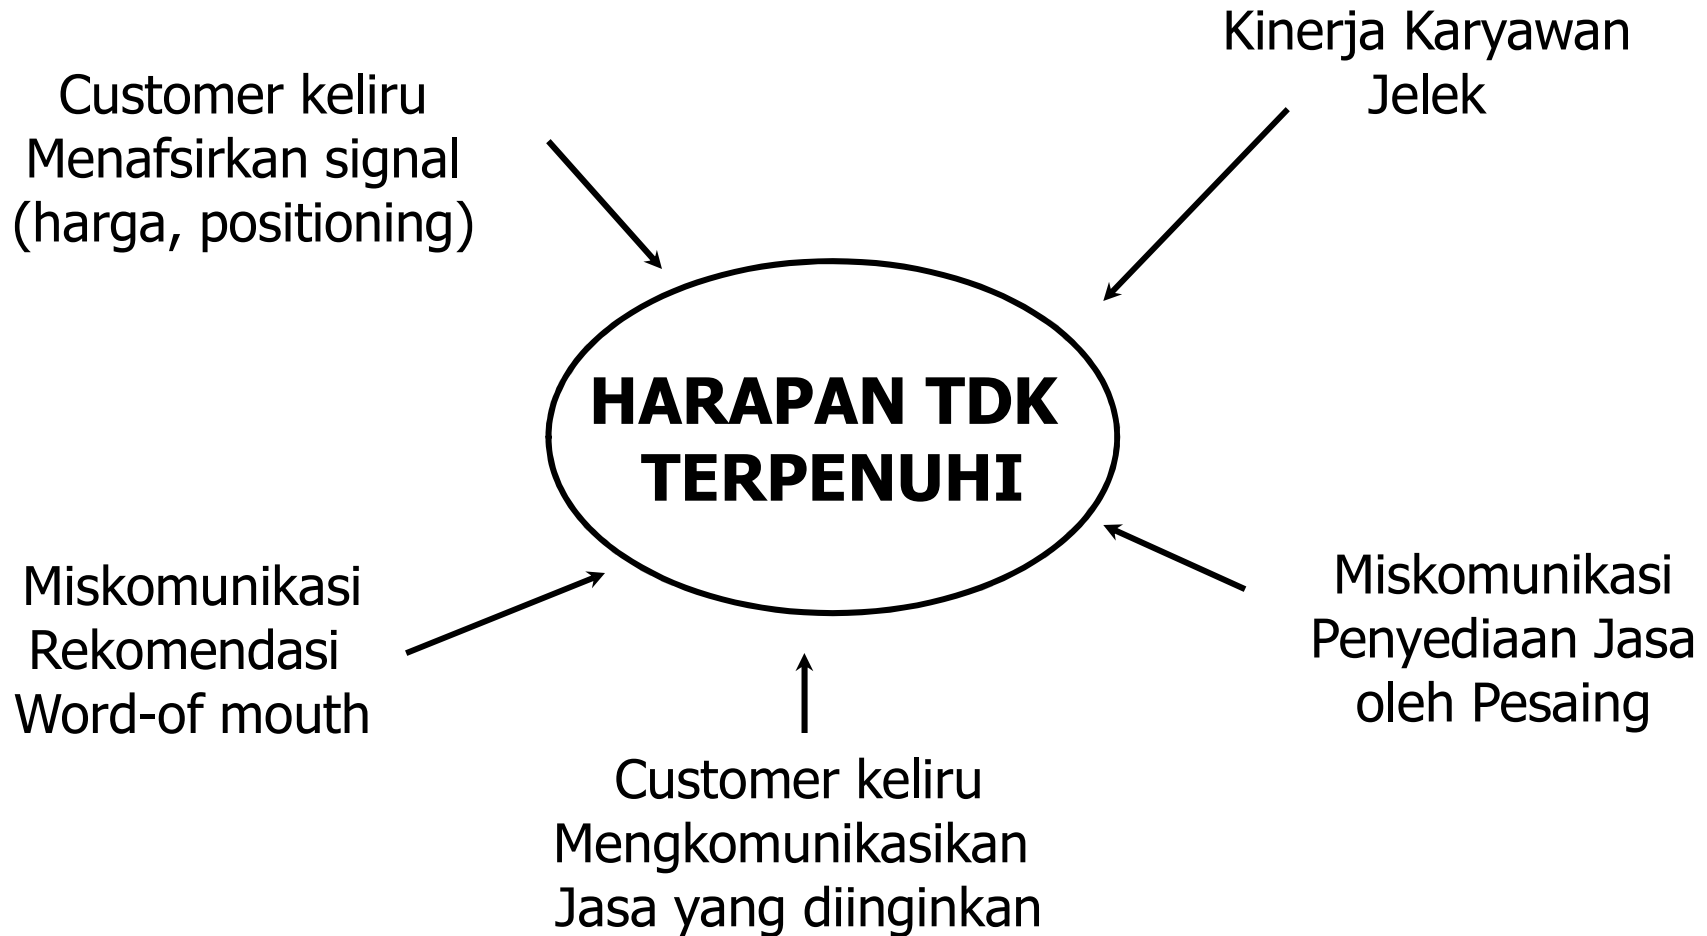 Kinerja Karyawan
Jelek
Customer keliru
Menafsirkan signal
(harga, positioning)
HARAPAN TDK
TERPENUHI
Miskomunikasi
Rekomendasi
Word-of mouth
Miskomunikasi
Penyediaan Jasa
oleh Pesaing
Customer keliru
Mengkomunikasikan
Jasa yang diinginkan